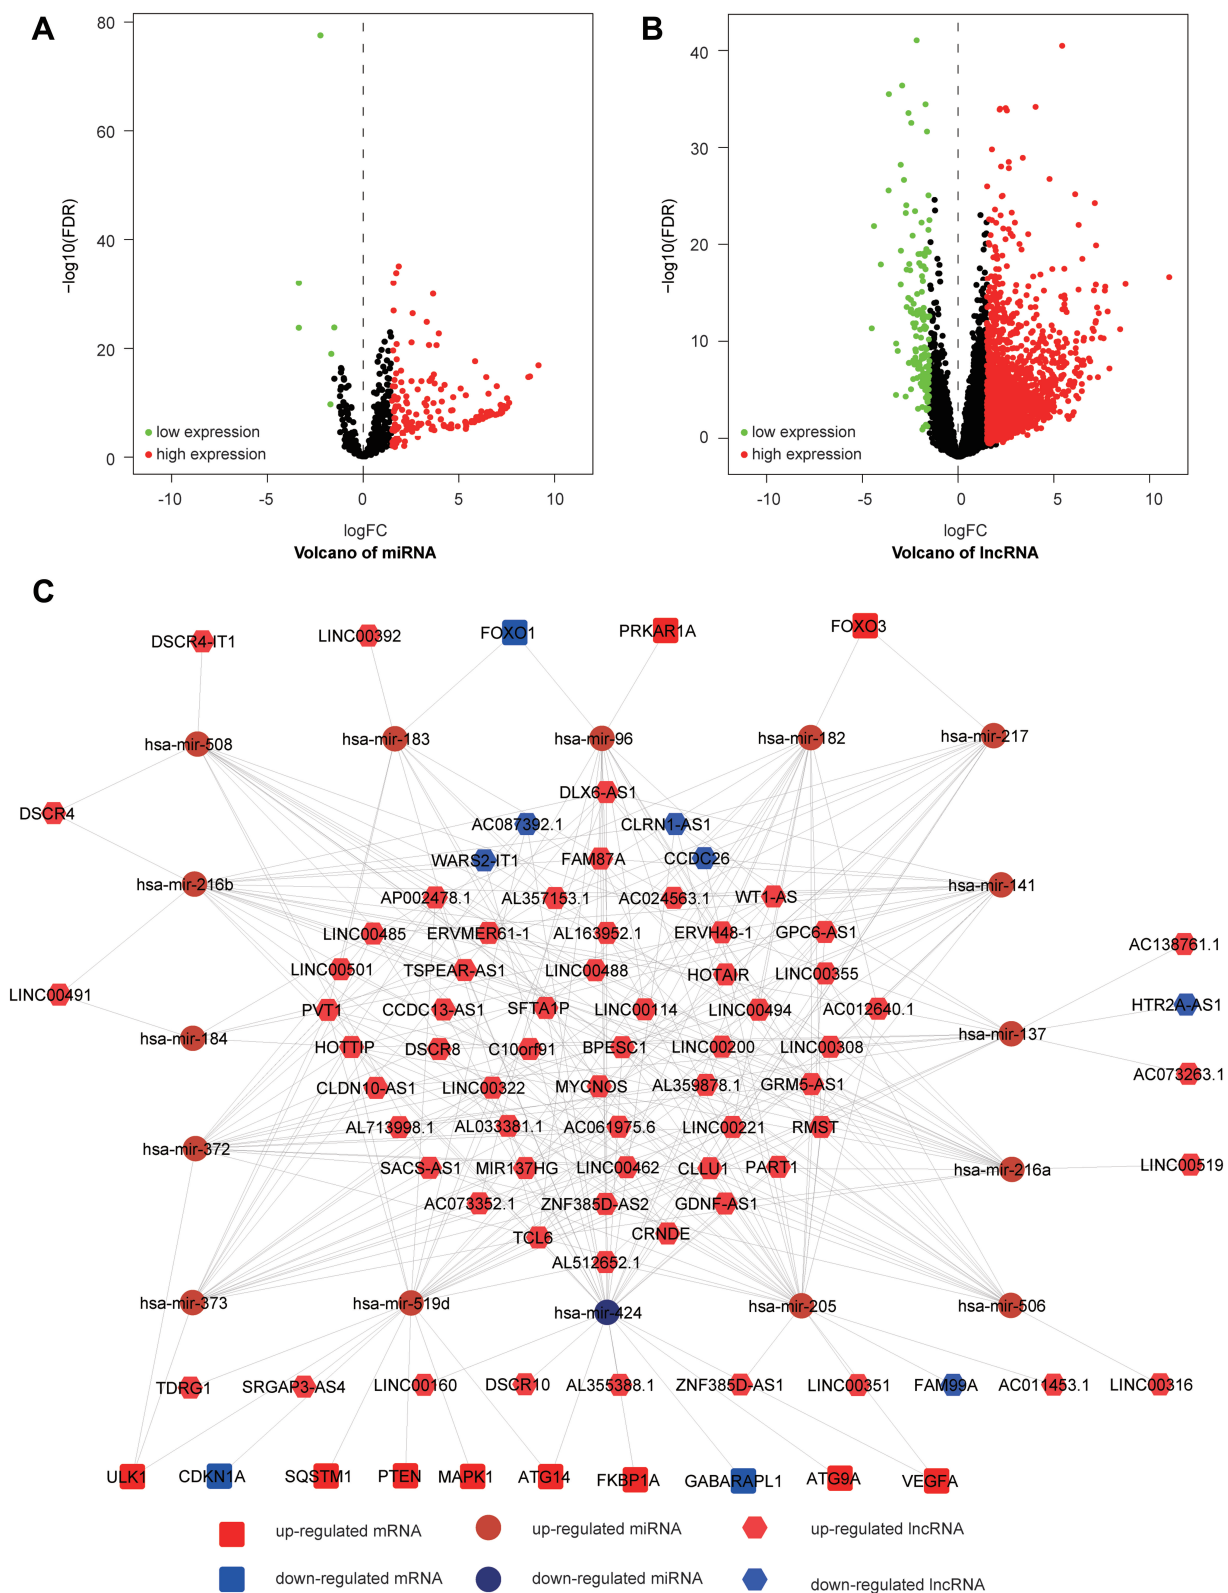 A
B
80
60
40
20
0
−log10(FDR)
low expression
high expression
-10
-5
0
5
10
logFC
Volcano of miRNA
40
30
20
10
0
−log10(FDR)
low expression
high expression
-10
-5
0
5
10
logFC
Volcano of lncRNA
C
DSCR4-IT1
LINC00392
FOXO1
PRKAR1A
FOXO3
hsa-mir-508
hsa-mir-183
hsa-mir-96
hsa-mir-182
hsa-mir-217
DLX6-AS1
DSCR4
AC087392.1
CLRN1-AS1
WARS2-IT1
FAM87A
CCDC26
hsa-mir-216b
hsa-mir-141
AP002478.1
AL357153.1
AC024563.1
WT1-AS
LINC00485
ERVMER61-1
AL163952.1
ERVH48-1
GPC6-AS1
AC138761.1
LINC00501
TSPEAR-AS1
LINC00488
HOTAIR
LINC00355
LINC00491
HTR2A-AS1
PVT1
CCDC13-AS1
SFTA1P
LINC00114
LINC00494
AC012640.1
hsa-mir-184
hsa-mir-137
HOTTIP
DSCR8
C10orf91
BPESC1
LINC00200
LINC00308
AC073263.1
CLDN10-AS1
LINC00322
MYCNOS
AL359878.1
GRM5-AS1
AL713998.1
AL033381.1
AC061975.6
LINC00221
RMST
hsa-mir-372
SACS-AS1
MIR137HG
LINC00462
CLLU1
PART1
hsa-mir-216a
LINC00519
AC073352.1
ZNF385D-AS2
GDNF-AS1
TCL6
CRNDE
AL512652.1
hsa-mir-373
hsa-mir-519d
hsa-mir-424
hsa-mir-205
hsa-mir-506
TDRG1
SRGAP3-AS4
LINC00160
DSCR10
AL355388.1
ZNF385D-AS1
LINC00351
FAM99A
AC011453.1
LINC00316
ULK1
CDKN1A
SQSTM1
PTEN
MAPK1
ATG14
FKBP1A
GABARAPL1
ATG9A
VEGFA
up-regulated mRNA
up-regulated miRNA
up-regulated lncRNA
down-regulated mRNA
down-regulated miRNA
down-regulated lncRNA